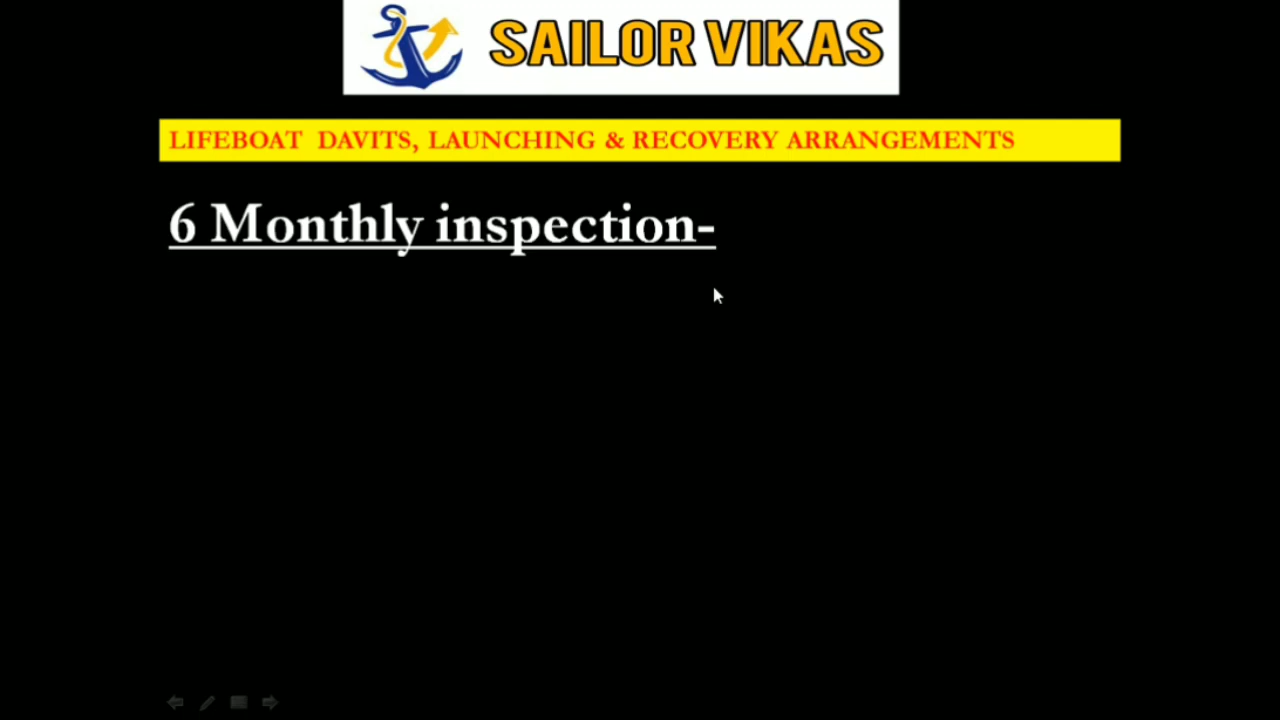 SAILOR VIKAS
LIFEBOAT DAVITS, LAUNCHING & RECOVERY ARRANGEMENTS
6 Monthly inspection-